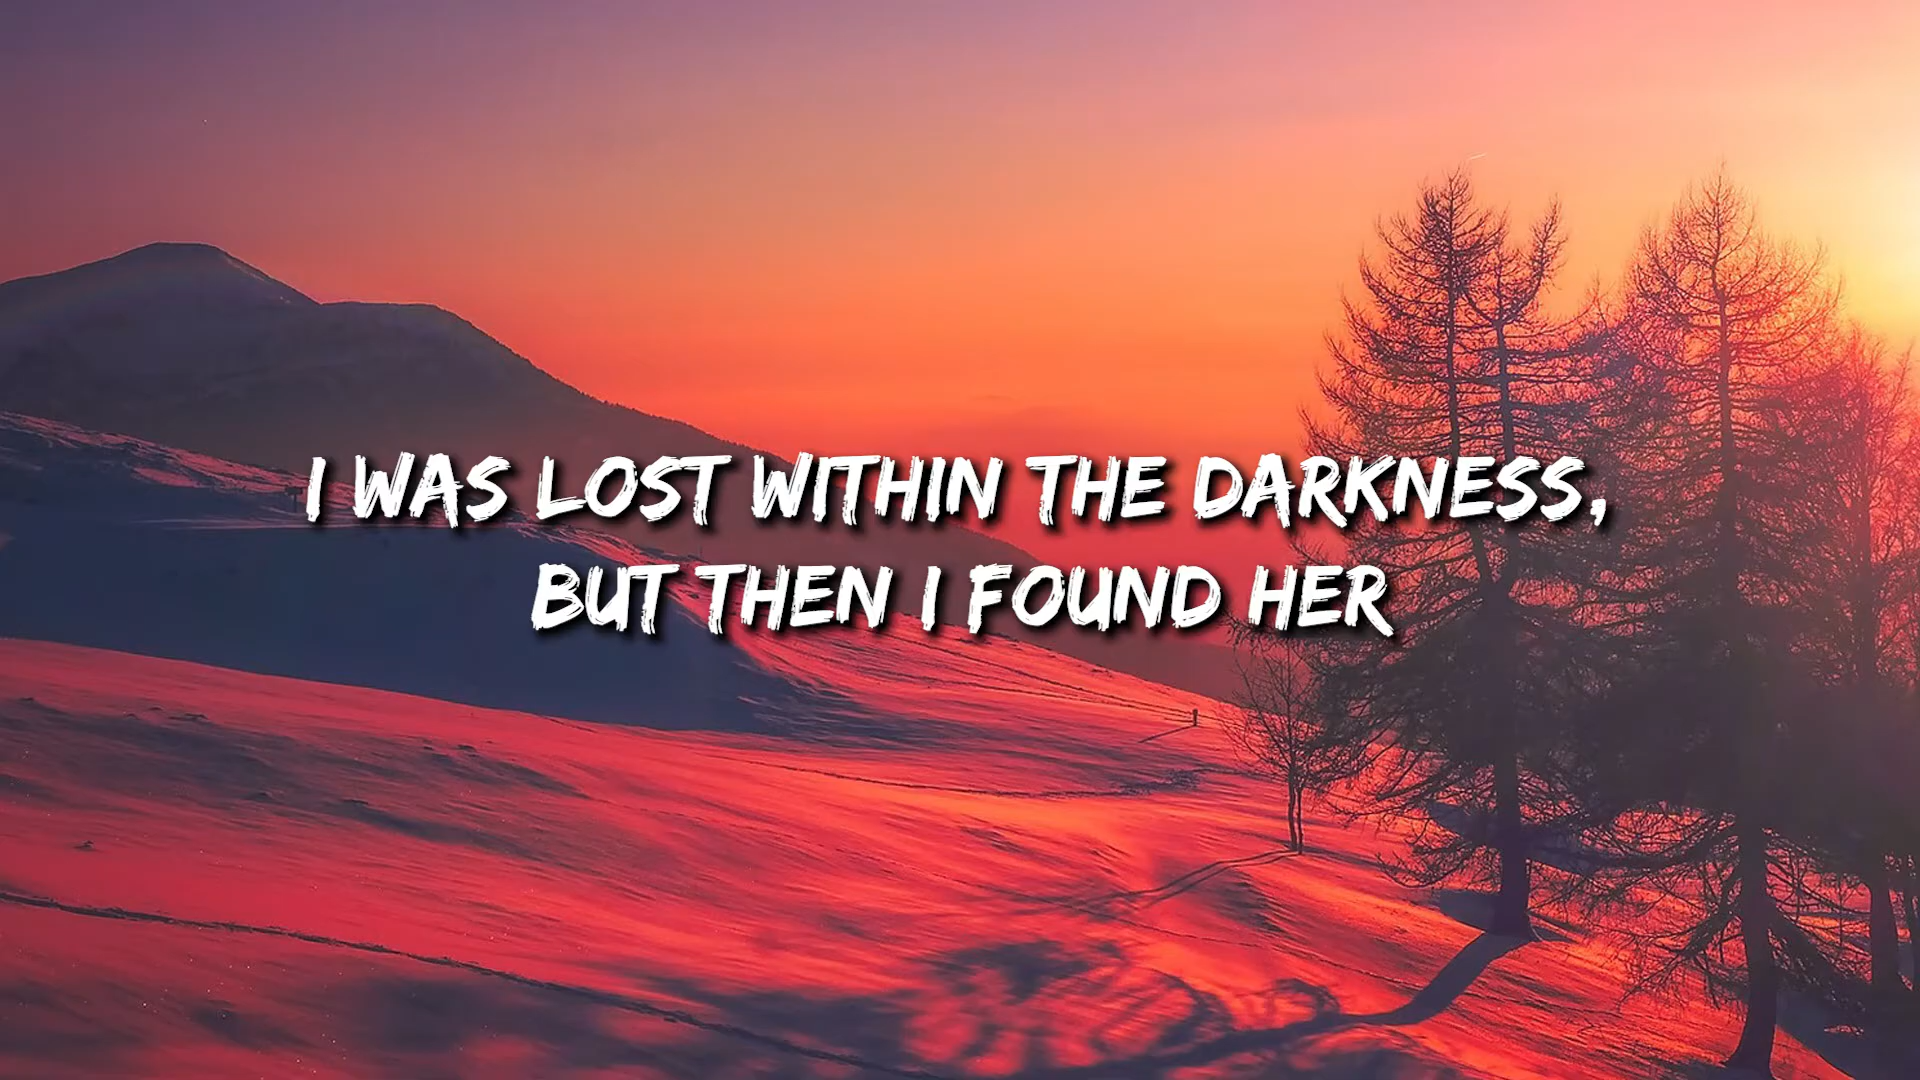 I WAS LOST WITHIN THE DARKNESS,
BUT THEN I FOUND HER